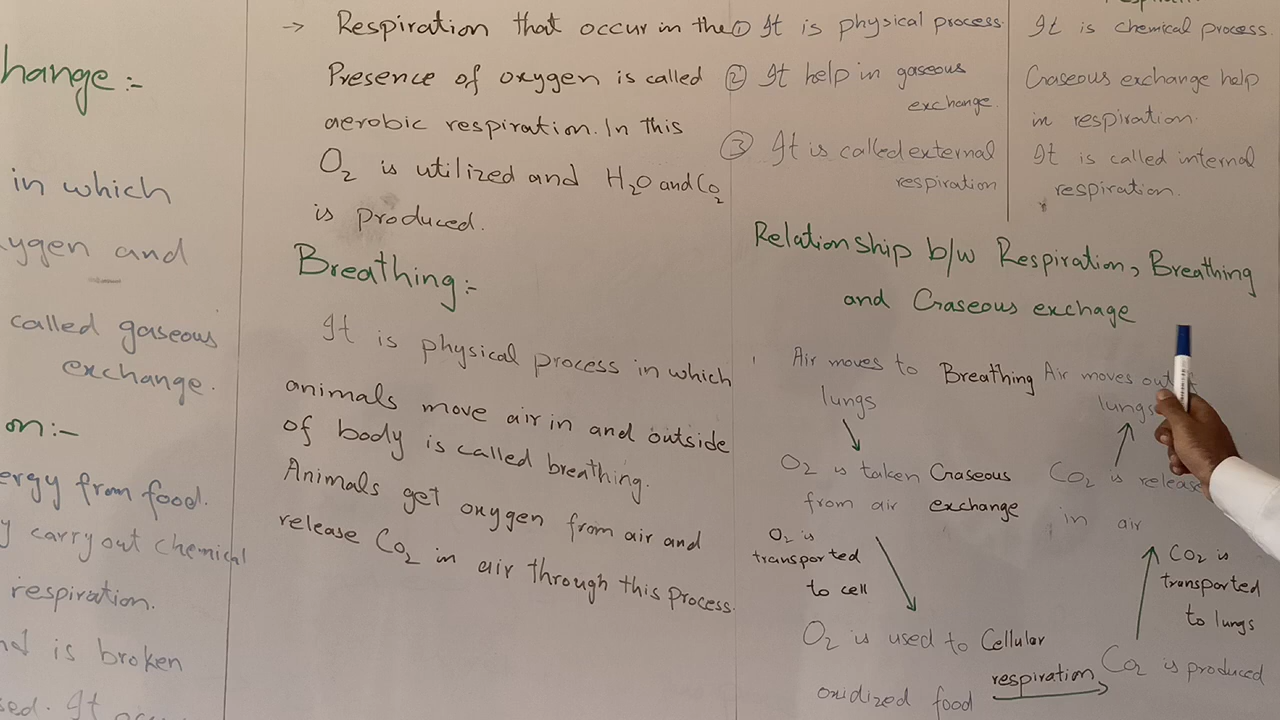 hange:-
in which
ygen and
called gaseous
exchange.
on:-
ergy from food.
y carry out chemical
respiration.
is broken
sed. It
→ Respiration that occur in the
Presence of oxygen is called
aerobic respiration. In this
O2 is utilized and H2O and Co2
is produced.
Breathing:-
It is physical process in which
animals move air in and outside
of body is called breathing.
Animals get oxygen from air and
release Co2 in air through this process.
① It is physical process.
② It help in gaseous
exchange.
③ It is called external
respiration
It is chemical process.
Gaseous exchange help
in respiration.
It is called internal
respiration.
Relationship b/w Respiration, Breathing
and Gaseous exchage
Air moves to Breathing Air moves out
lungs lungs
O2 is taken Gaseous CO2 is release
from air exchange in air
O2 is
transported
to cell
CO2 is
transported
to lungs
O2 is used to Cellular
oxidized food respiration CO2 is produced